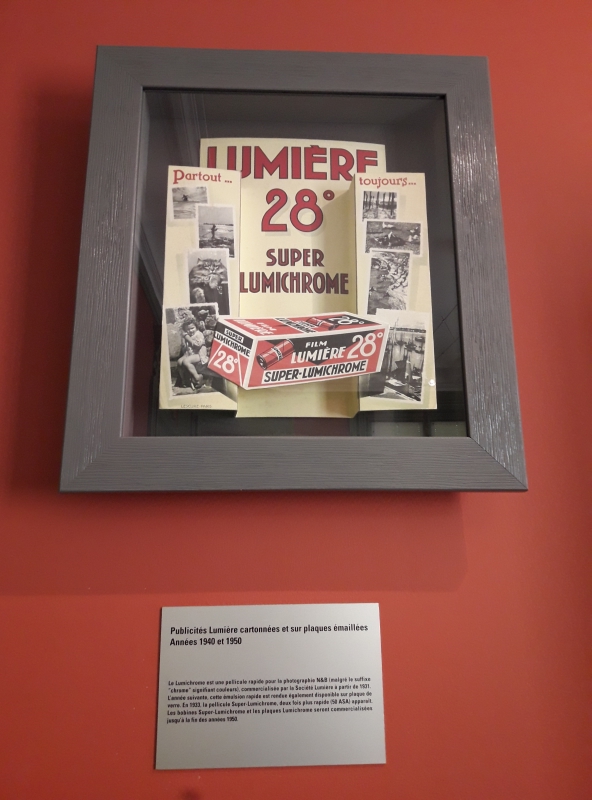 LUMIÈRE
Partout ...
toujours...
28°
SUPER
LUMICHROME
SUPER
LUMICHROME
28°
FILM
LUMIÈRE 28°
SUPER-LUMICHROME
FILM LUMIÈRE 28°
Publicités Lumière cartonnées et sur plaques émaillées
Années 1940 et 1950
Le Lumichrome est une pellicule rapide pour la photographie N&B (malgré le suffixe
"chrome" signifiant couleurs), commercialisée par la Société Lumière à partir de 1931.
L'année suivante, cette émulsion rapide est rendue également disponible sur plaque de
verre. En 1933, la pellicule Super-Lumichrome, deux fois plus rapide (50 ASA) apparaît.
Les bobines Super-Lumichrome et les plaques Lumichrome seront commercialisées
jusqu'à la fin des années 1950.